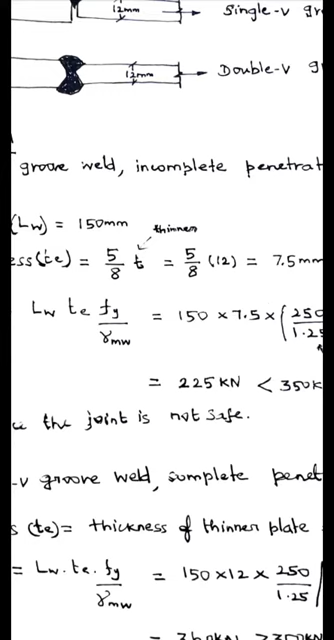 12mm → Single-v gr
12mm → Double-v g
groove weld, incomplete penetrat
(Lw) = 150mm thinner
ess(te) = 5/8 t = 5/8 (12) = 7.5mm
Lw te fy/γmw = 150 × 7.5 × (250/1.25
= 225 KN < 350K
ce the joint is not safe.
-v groove weld, complete penet
s (te) = thickness of thinner plate
= Lw. te. fy/γmw = 150 × 12 × 250/1.25